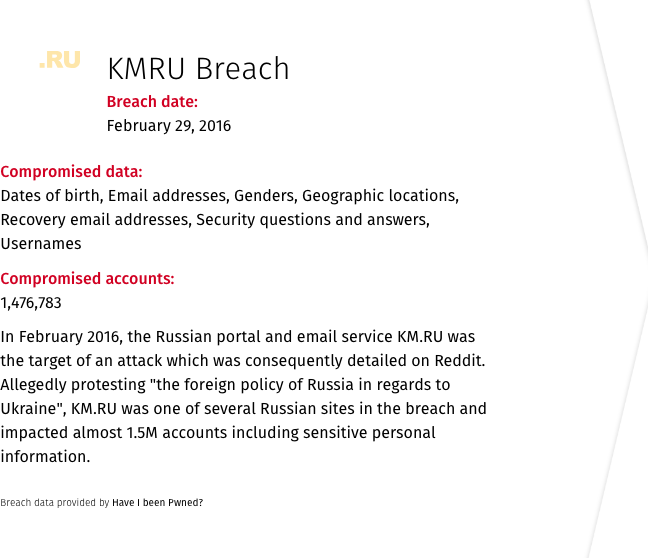 .RU
KMRU Breach
Breach date:
February 29, 2016
Compromised data:
Dates of birth, Email addresses, Genders, Geographic locations,
Recovery email addresses, Security questions and answers,
Usernames
Compromised accounts:
1,476,783
In February 2016, the Russian portal and email service KM.RU was
the target of an attack which was consequently detailed on Reddit.
Allegedly protesting "the foreign policy of Russia in regards to
Ukraine", KM.RU was one of several Russian sites in the breach and
impacted almost 1.5M accounts including sensitive personal
information.
Breach data provided by Have I been Pwned?